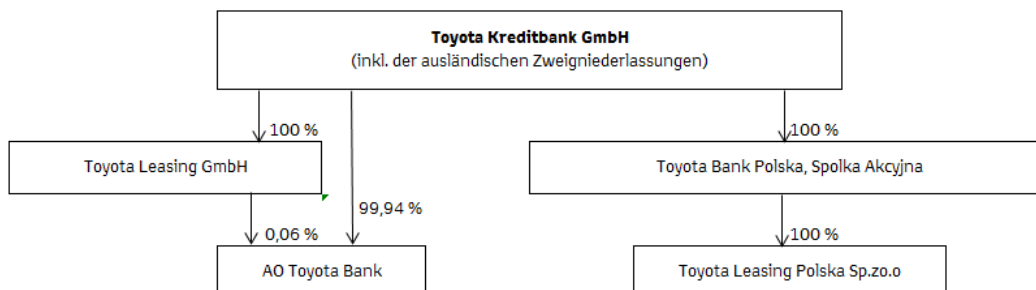 Toyota Kreditbank GmbH
(inkl. der ausländischen Zweigniederlassungen)
100 %
100 %
Toyota Leasing GmbH
Toyota Bank Polska, Spolka Akcyjna
99,94 %
0,06 %
100 %
AO Toyota Bank
Toyota Leasing Polska Sp.zo.o